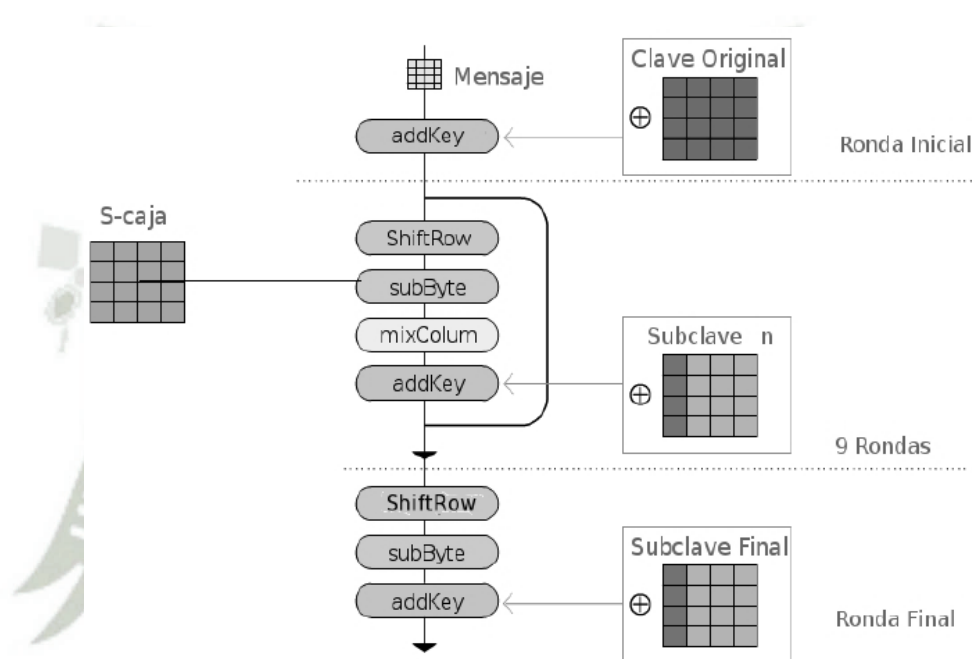 Clave Original
Mensaje
addKey
Ronda Inicial
S-caja
ShiftRow
subByte
mixColum
Subclave n
addKey
9 Rondas
ShiftRow
subByte
Subclave Final
addKey
Ronda Final